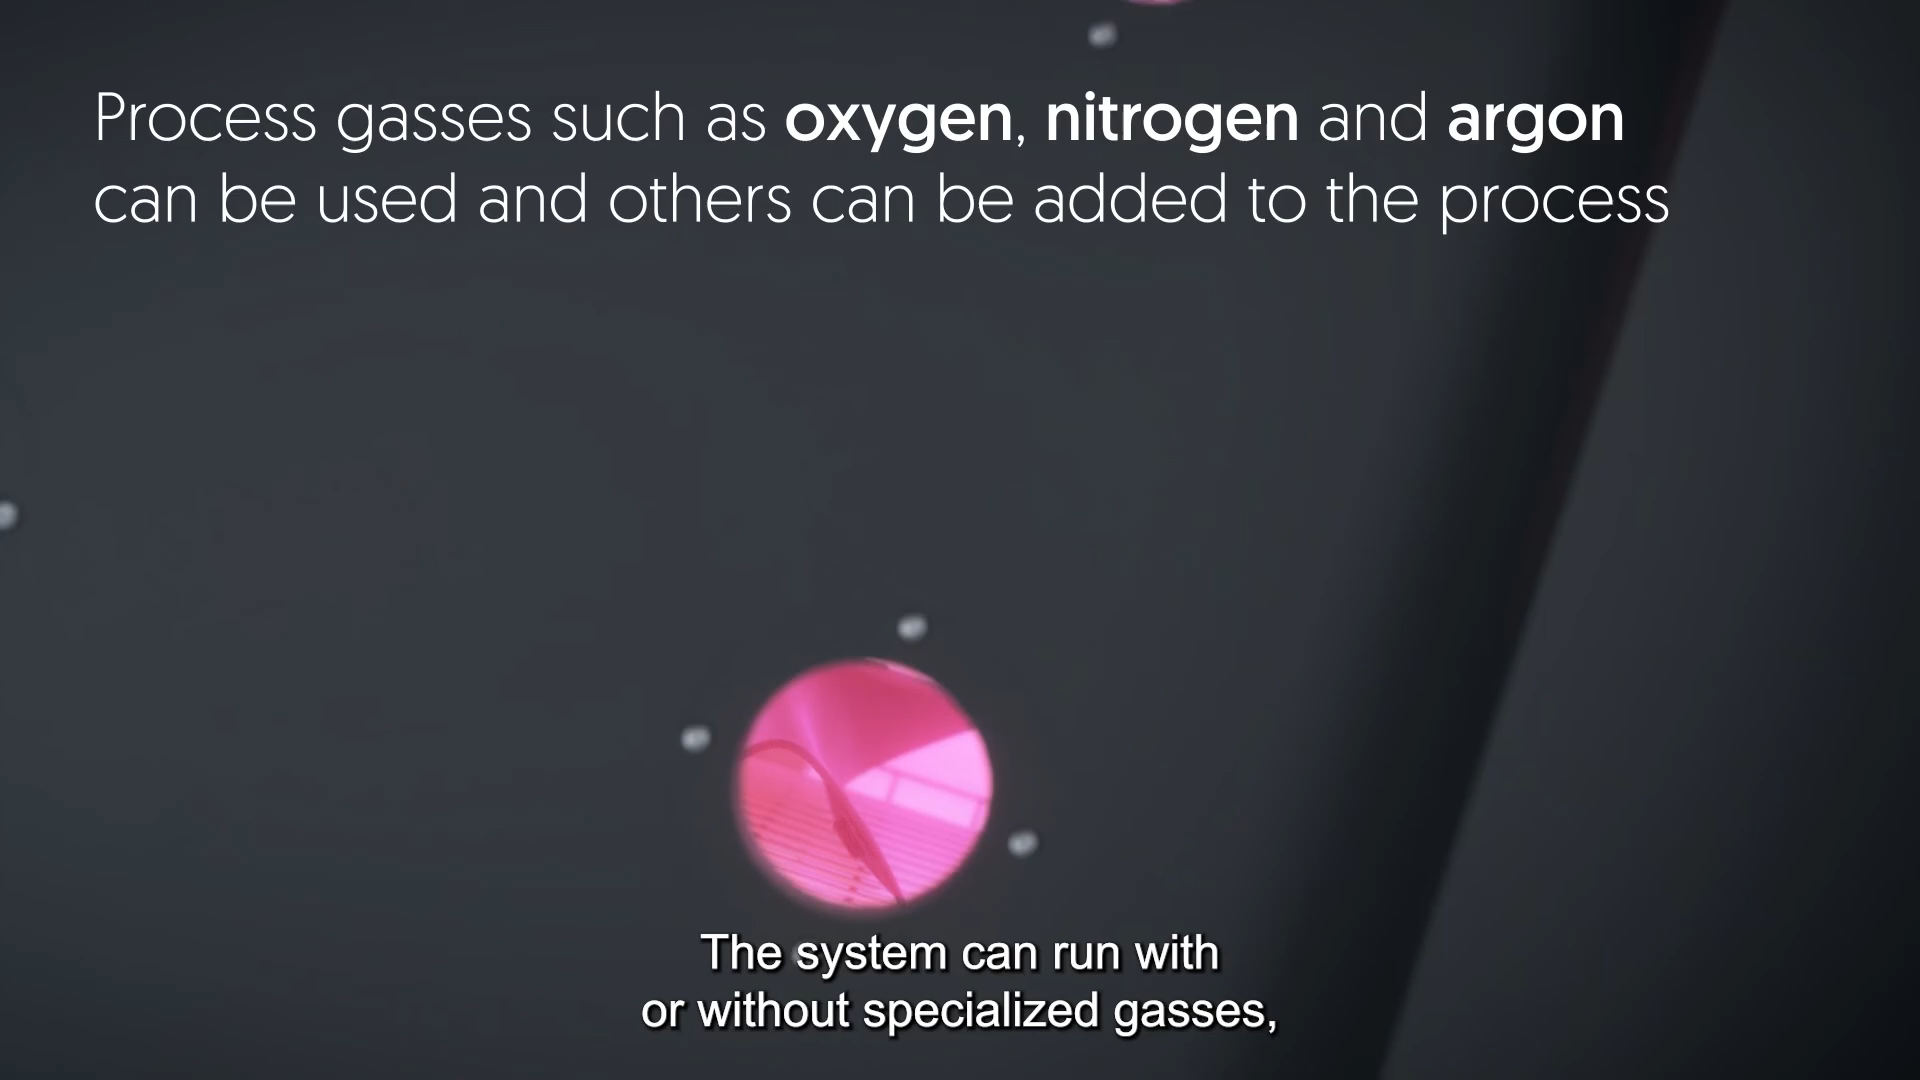 Process gasses such as oxygen, nitrogen and argon
can be used and others can be added to the process
The system can run with
or without specialized gasses,